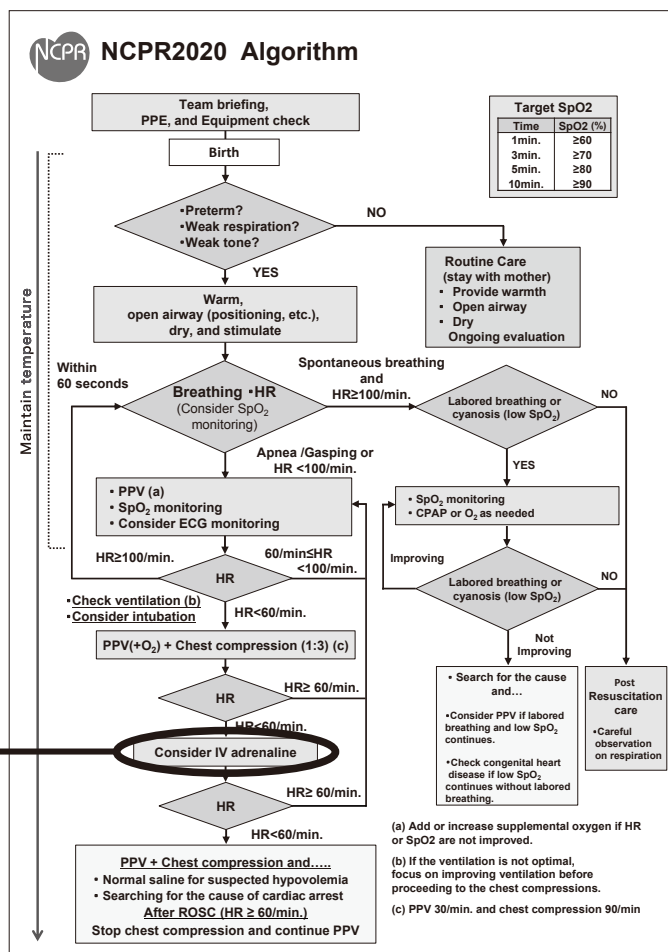 NCPR
NCPR2020 Algorithm
Team briefing,
PPE, and Equipment check
Birth
Target SpO2
Time SpO2 (%)
1min. ≥60
3min. ≥70
5min. ≥80
10min. ≥90
▪Preterm?
▪Weak respiration?
▪Weak tone?
NO
YES
Routine Care
(stay with mother)
▪ Provide warmth
▪ Open airway
▪ Dry
Ongoing evaluation
Maintain temperature
Warm,
open airway (positioning, etc.),
dry, and stimulate
Within
60 seconds
Breathing ▪HR
(Consider SpO₂
monitoring)
Spontaneous breathing
and
HR≥100/min.
Labored breathing or
cyanosis (low SpO₂)
NO
YES
Apnea /Gasping or
HR <100/min.
▪ PPV (a)
▪ SpO₂ monitoring
▪ Consider ECG monitoring
▪ SpO₂ monitoring
▪ CPAP or O₂ as needed
HR≥100/min.
60/min≤HR
<100/min.
HR
Improving
Labored breathing or
cyanosis (low SpO₂)
NO
▪Check ventilation (b)
▪Consider intubation
HR<60/min.
Not
Improving
PPV(+O₂) + Chest compression (1:3) (c)
HR
HR≥ 60/min.
HR<60/min.
Consider IV adrenaline
HR
HR≥ 60/min.
HR<60/min.
▪ Search for the cause
and…
▪Consider PPV if labored
breathing and low SpO₂
continues.
▪Check congenital heart
disease if low SpO₂
continues without labored
breathing.
Post
Resuscitation
care
▪Careful
observation
on respiration
PPV + Chest compression and…..
▪ Normal saline for suspected hypovolemia
▪ Searching for the cause of cardiac arrest
After ROSC (HR ≥ 60/min.)
Stop chest compression and continue PPV
(a) Add or increase supplemental oxygen if HR
or SpO2 are not improved.
(b) If the ventilation is not optimal,
focus on improving ventilation before
proceeding to the chest compressions.
(c) PPV 30/min. and chest compression 90/min